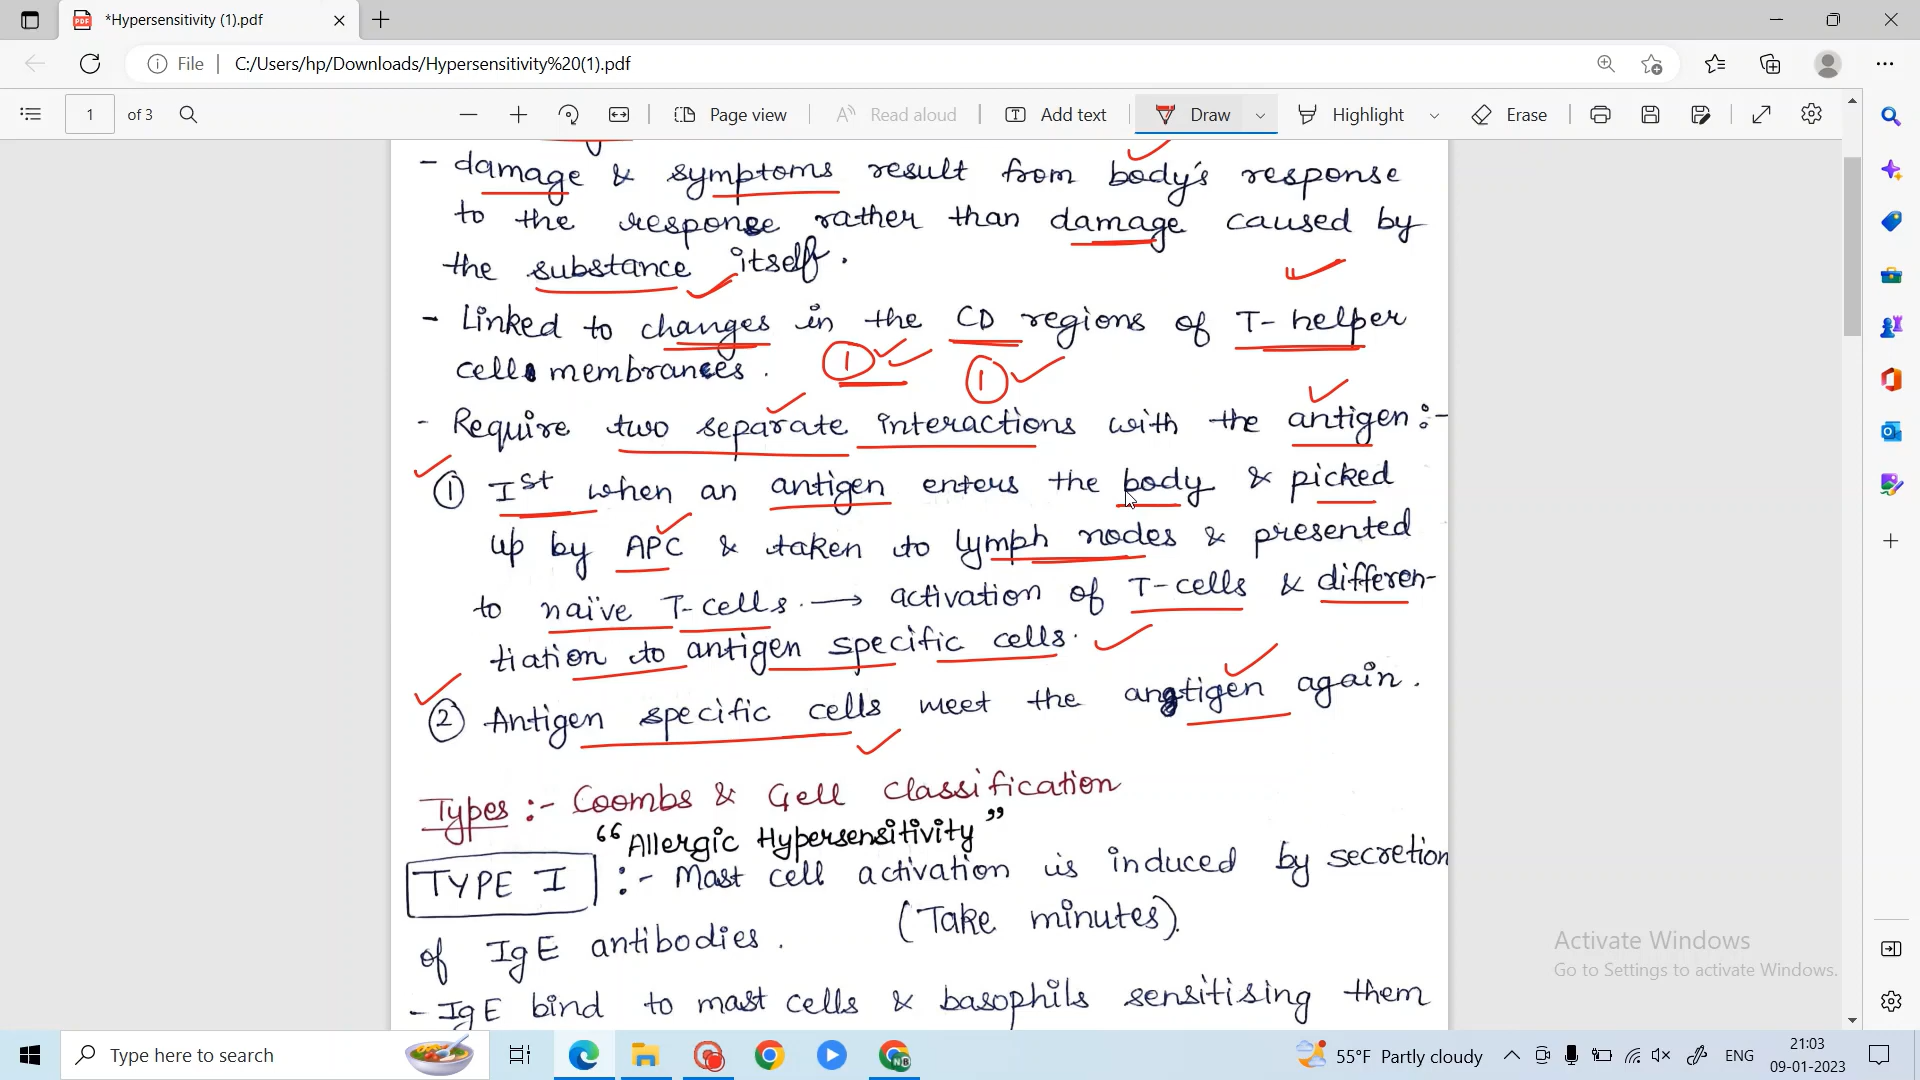 *Hypersensitivity (1).pdf
File
C:/Users/hp/Downloads/Hypersensitivity%20(1).pdf
1 of 3
Page view
Read aloud
Add text
Draw
Highlight
Erase
- damage & symptoms result from body's response
to the response rather than damage caused by
the substance itself.
- Linked to changes in the CD regions of T-helper
cell membranes.
1
1
- Require two separate interactions with the antigen:-
① Ist when an antigen enters the body & picked
up by APC & taken to lymph nodes & presented
to naïve T-cells. → activation of T-cells & differen-
tiation to antigen specific cells.
② Antigen specific cells meet the antigen again.
Types :- Coombs & Gell classification
"Allergic Hypersensitivity"
TYPE I :- Mast cell activation is induced by secretion
of IgE antibodies. (Take minutes).
- IgE bind to mast cells & basophils sensitising them
Activate Windows
Go to Settings to activate Windows.
Type here to search
55°F Partly cloudy
ENG
21:03
09-01-2023